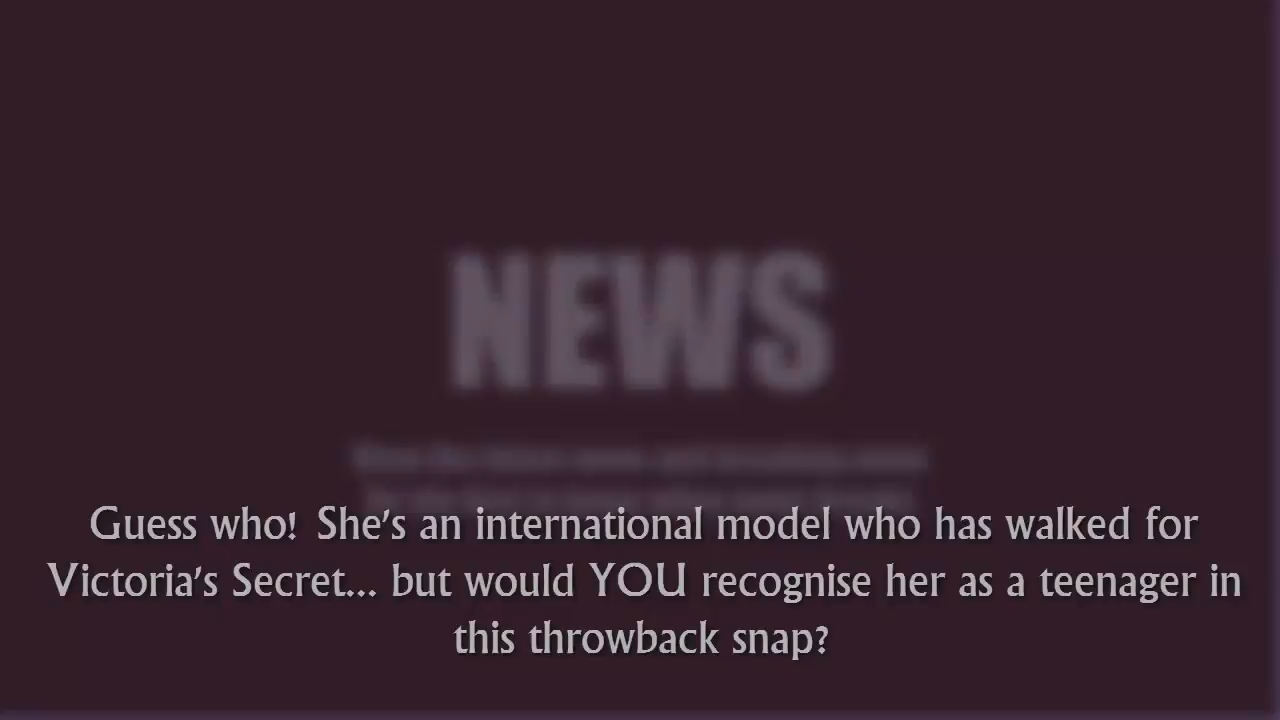 NEWS
Guess who! She's an international model who has walked for
Victoria's Secret... but would YOU recognise her as a teenager in
this throwback snap?